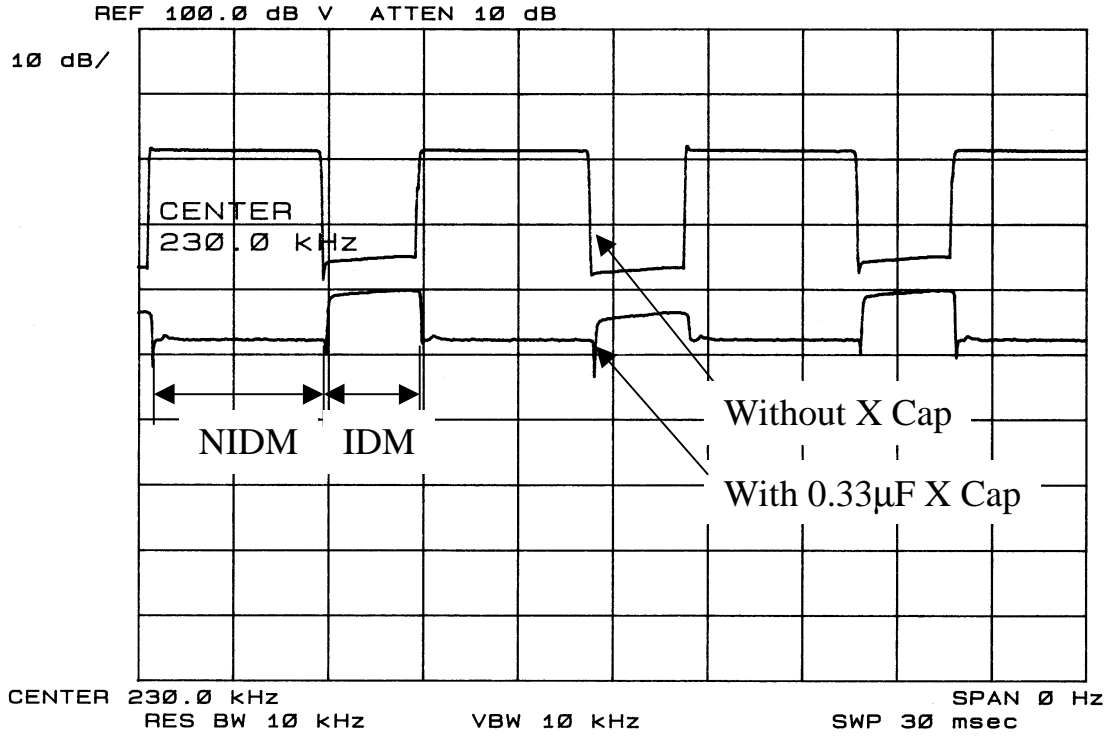 REF 100.0 dB V ATTEN 10 dB
10 dB/
CENTER
230.0 kHz
Without X Cap
NIDM IDM
With 0.33μF X Cap
CENTER 230.0 kHz SPAN 0 Hz
RES BW 10 kHz VBW 10 kHz SWP 30 msec